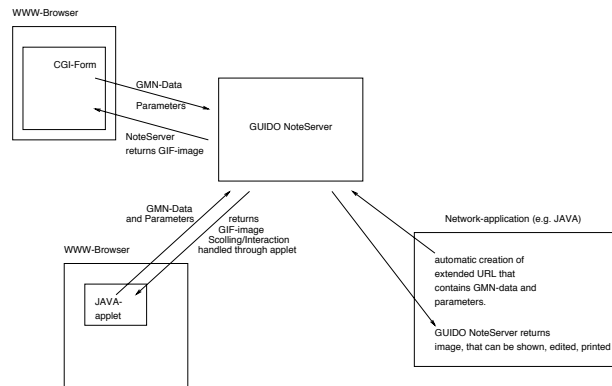 WWW-Browser
CGI-Form
GMN-Data
Parameters
NoteServer
returns GIF-image
GUIDO NoteServer
GMN-Data
and Parameters
returns
GIF-image
Scolling/Interaction
handled through applet
WWW-Browser
JAVA-
applet
Network-application (e.g. JAVA)
automatic creation of
extended URL that
contains GMN-data and
parameters.
GUIDO NoteServer returns
image, that can be shown, edited, printed